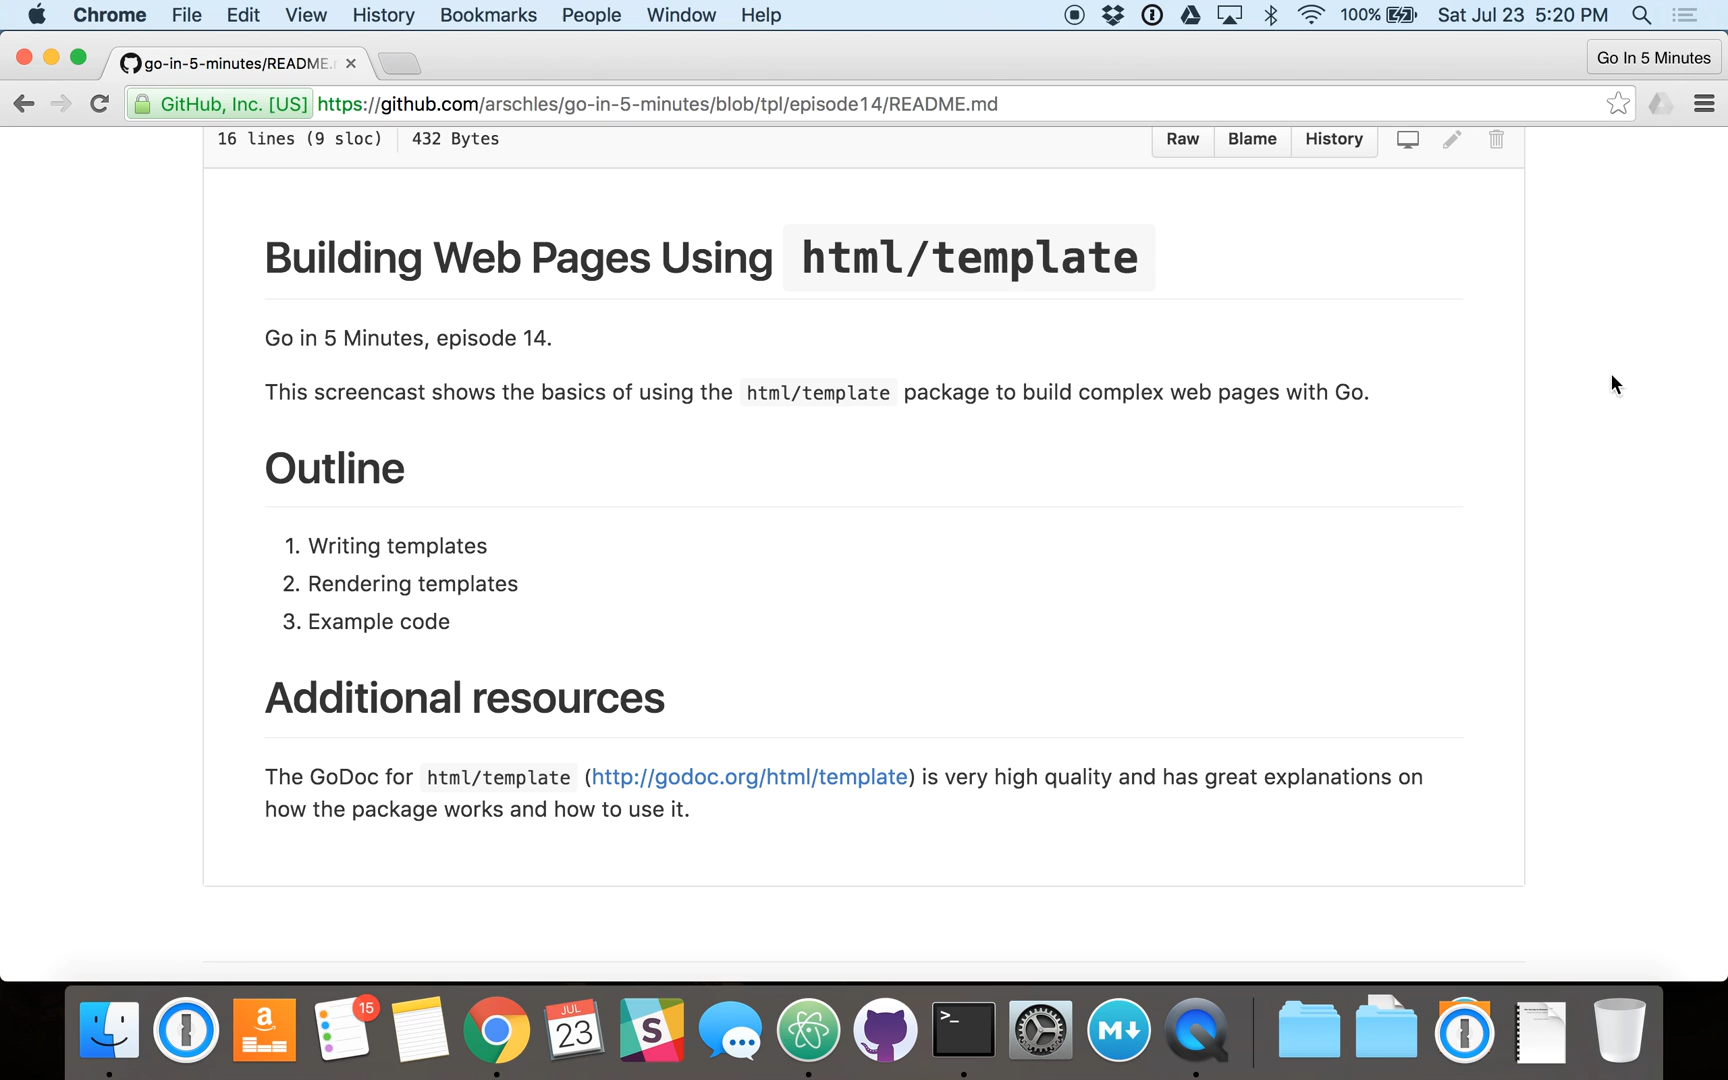 Chrome File Edit View History Bookmarks People Window Help 100% Sat Jul 23 5:20 PM
go-in-5-minutes/README. Go In 5 Minutes
GitHub, Inc. [US] https://github.com/arschles/go-in-5-minutes/blob/tpl/episode14/README.md
16 lines (9 sloc) 432 Bytes Raw Blame History
Building Web Pages Using html/template
Go in 5 Minutes, episode 14.
This screencast shows the basics of using the html/template package to build complex web pages with Go.
Outline
1. Writing templates
2. Rendering templates
3. Example code
Additional resources
The GoDoc for html/template (http://godoc.org/html/template) is very high quality and has great explanations on
how the package works and how to use it.
15
JUL
23
a
S
>_
M